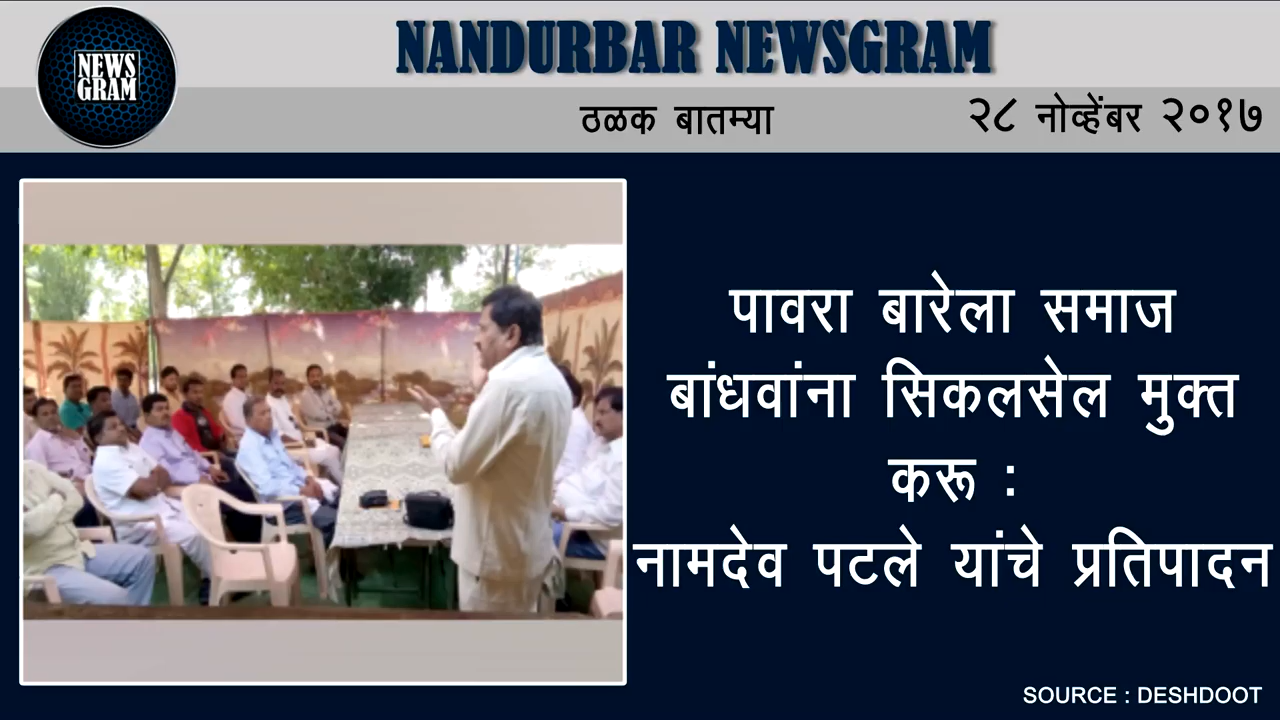 NEWS
GRAM
NANDURBAR NEWSGRAM
ठळक बातम्या
२८ नोव्हेंबर २०१७
पावरा बारेला समाज
बांधवांना सिकलसेल मुक्त
करू :
नामदेव पटले यांचे प्रतिपादन
SOURCE : DESHDOOT